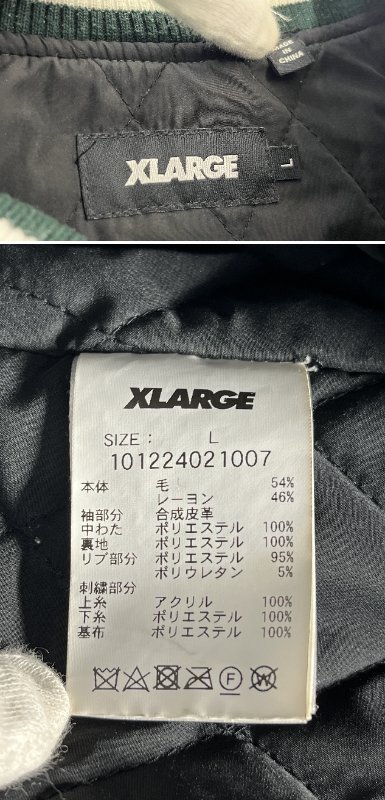 MADE
IN
CHINA
XLARGE
L
XLARGE
SIZE : L
101224021007
本体 毛 54%
レーヨン 46%
袖部分 合成皮革
中わた ポリエステル 100%
裏地 ポリエステル 100%
リブ部分 ポリエステル 95%
ポリウレタン 5%
刺繍部分
上糸 アクリル 100%
下糸 ポリエステル 100%
基布 ポリエステル 100%
F W